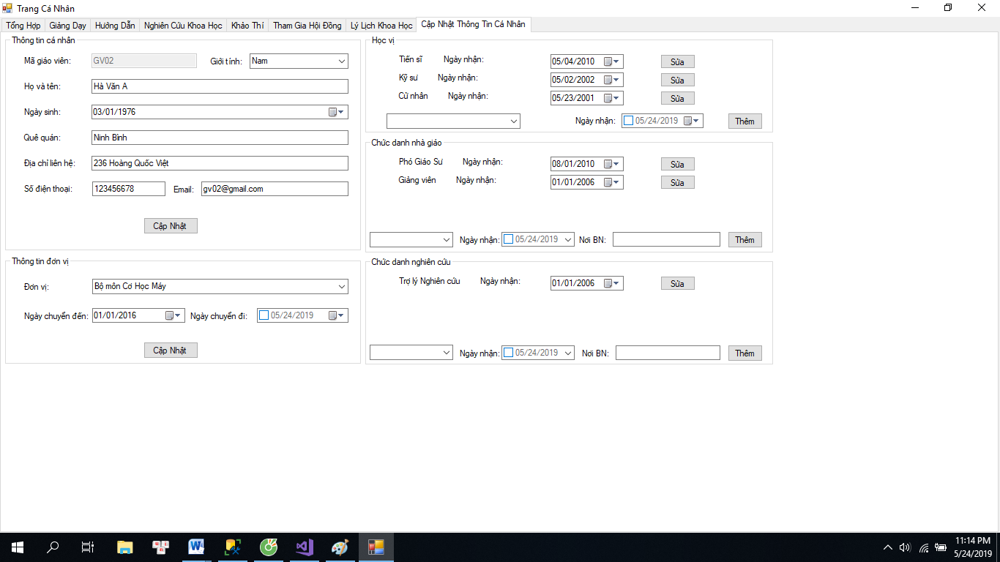 Trang Cá Nhân
Tổng Hợp Giảng Dạy Hướng Dẫn Nghiên Cứu Khoa Học Khảo Thí Tham Gia Hội Đồng Lý Lịch Khoa Học Cập Nhật Thông Tin Cá Nhân
Thông tin cá nhân
Mã giáo viên: GV02 Giới tính: Nam
Họ và tên: Hà Văn A
Ngày sinh: 03/01/1976
Quê quán: Ninh Bình
Địa chỉ liên hệ: 236 Hoàng Quốc Việt
Số điện thoại: 123456678 Email: gv02@gmail.com
Cập Nhật
Thông tin đơn vị
Đơn vị: Bộ môn Cơ Học Máy
Ngày chuyển đến: 01/01/2016 Ngày chuyển đi: 05/24/2019
Cập Nhật
Học vị
Tiến sĩ Ngày nhận: 05/04/2010 Sửa
Kỹ sư Ngày nhận: 05/02/2002 Sửa
Cử nhân Ngày nhận: 05/23/2001 Sửa
Ngày nhận: 05/24/2019 Thêm
Chức danh nhà giáo
Phó Giáo Sư Ngày nhận: 08/01/2010 Sửa
Giảng viên Ngày nhận: 01/01/2006 Sửa
Ngày nhận: 05/24/2019 Nơi BN: Thêm
Chức danh nghiên cứu
Trợ lý Nghiên cứu Ngày nhận: 01/01/2006 Sửa
Ngày nhận: 05/24/2019 Nơi BN: Thêm
11:14 PM
5/24/2019